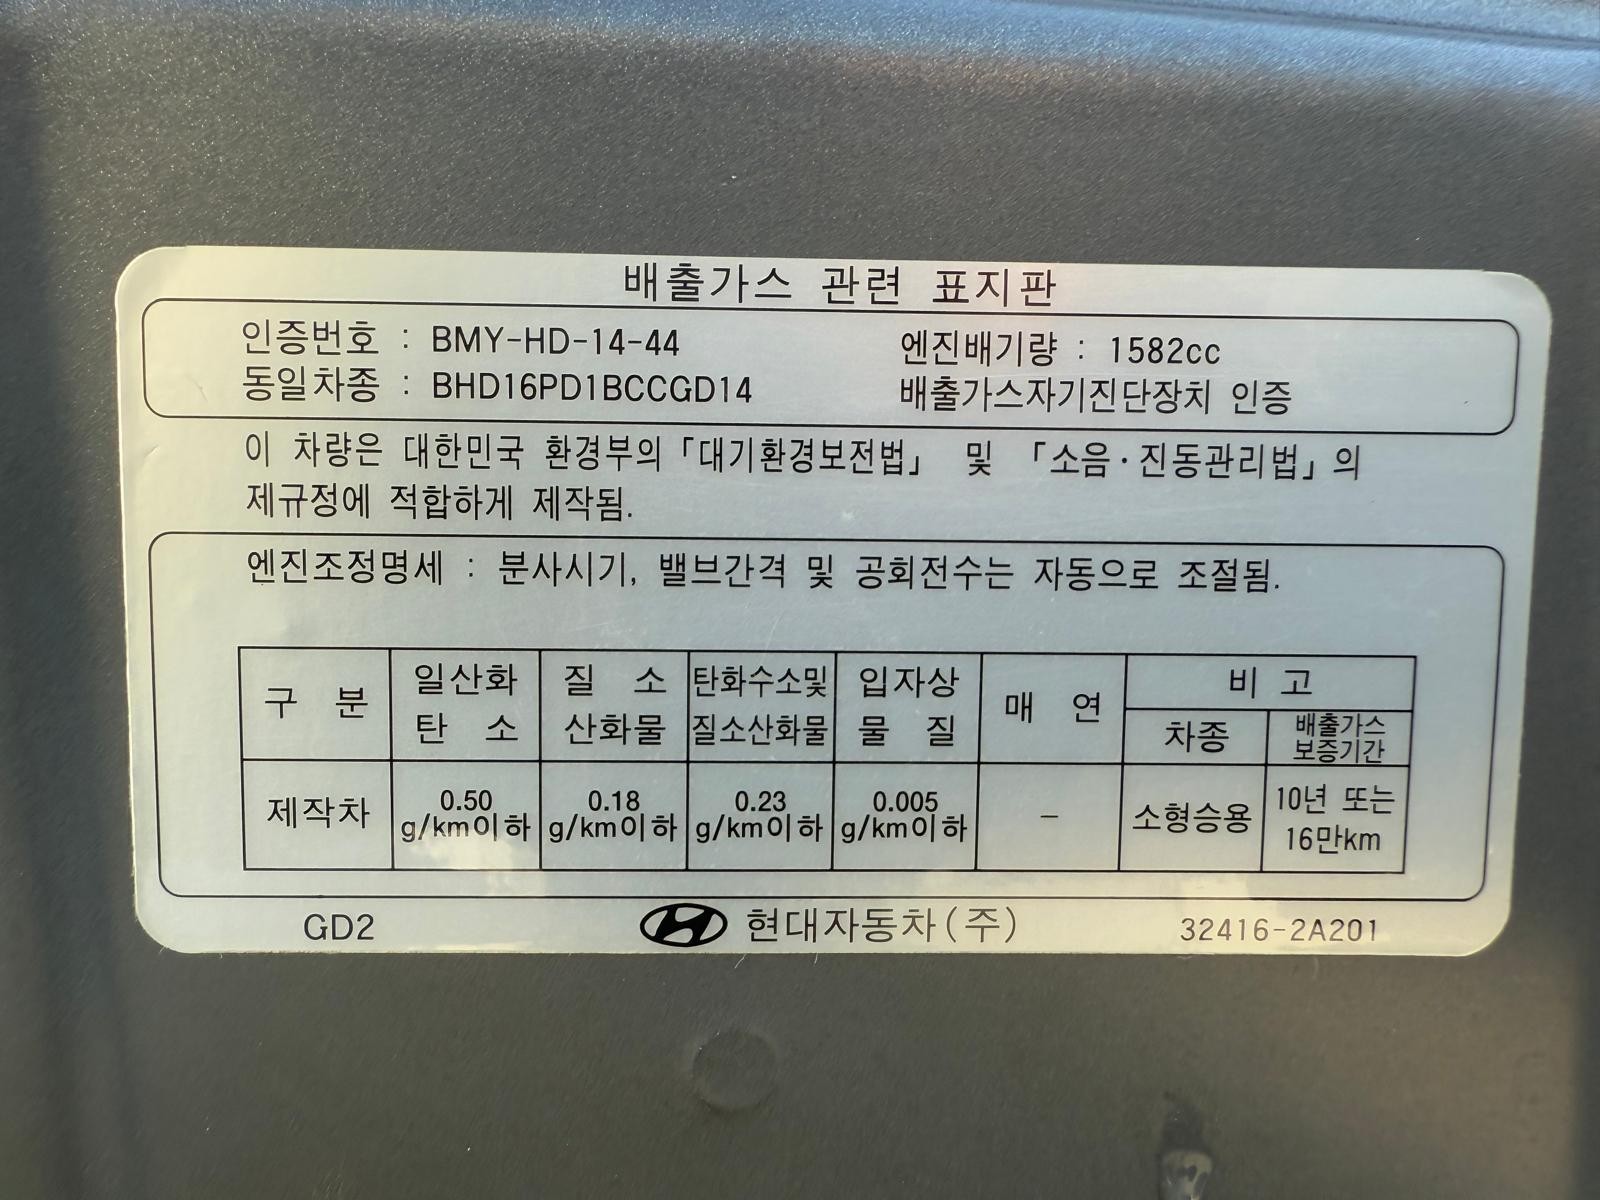 배출가스 관련 표지판
인증번호 : BMY-HD-14-44 엔진배기량 : 1582cc
동일차종 : BHD16PD1BCCGD14 배출가스자기진단장치 인증
이 차량은 대한민국 환경부의 「대기환경보전법」 및 「소음·진동관리법」의
제규정에 적합하게 제작됨.
엔진조정명세 : 분사시기, 밸브간격 및 공회전수는 자동으로 조절됨.
구 분 일산화 탄 소 질 소 산화물 탄화수소및 질소산화물 입자상 물 질 매 연 비 고
차종 배출가스 보증기간
제작차 0.50 g/km이하 0.18 g/km이하 0.23 g/km이하 0.005 g/km이하 - 소형승용 10년 또는 16만km
GD2 현대자동차(주) 32416-2A201